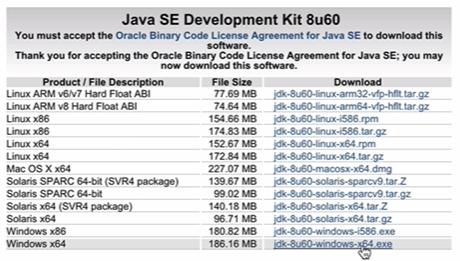 Java SE Development Kit 8u60
You must accept the Oracle Binary Code License Agreement for Java SE to download this
software.
Thank you for accepting the Oracle Binary Code License Agreement for Java SE; you may
now download this software.
Product / File Description File Size Download
Linux ARM v6/v7 Hard Float ABI 77.69 MB jdk-8u60-linux-arm32-vfp-hflt.tar.gz
Linux ARM v8 Hard Float ABI 74.64 MB jdk-8u60-linux-arm64-vfp-hflt.tar.gz
Linux x86 154.66 MB jdk-8u60-linux-i586.rpm
Linux x86 174.83 MB jdk-8u60-linux-i586.tar.gz
Linux x64 152.67 MB jdk-8u60-linux-x64.rpm
Linux x64 172.84 MB jdk-8u60-linux-x64.tar.gz
Mac OS X x64 227.07 MB jdk-8u60-macosx-x64.dmg
Solaris SPARC 64-bit (SVR4 package) 139.67 MB jdk-8u60-solaris-sparcv9.tar.Z
Solaris SPARC 64-bit 99.02 MB jdk-8u60-solaris-sparcv9.tar.gz
Solaris x64 (SVR4 package) 140.18 MB jdk-8u60-solaris-x64.tar.Z
Solaris x64 96.71 MB jdk-8u60-solaris-x64.tar.gz
Windows x86 180.82 MB jdk-8u60-windows-i586.exe
Windows x64 186.16 MB jdk-8u60-windows-x64.exe